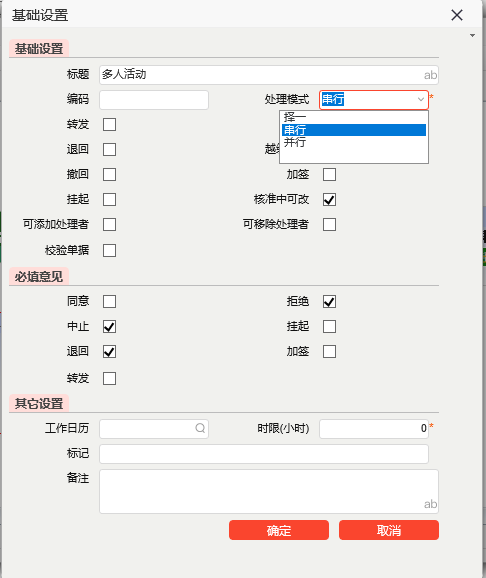 基础设置
基础设置
标题 多人活动 ab
编码 处理模式 串行 *
转发 择一
串行
退回 越
并行
撤回 加签
挂起 核准中可改
可添加处理者 可移除处理者
校验单据
必填意见
同意 拒绝
中止 挂起
退回 加签
转发
其它设置
工作日历 时限(小时) 0 *
标记
备注
ab
确定 取消